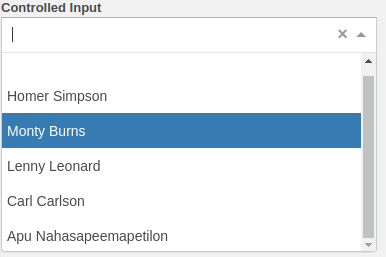 Controlled Input
Homer Simpson
Monty Burns
Lenny Leonard
Carl Carlson
Apu Nahasapeemapetilon